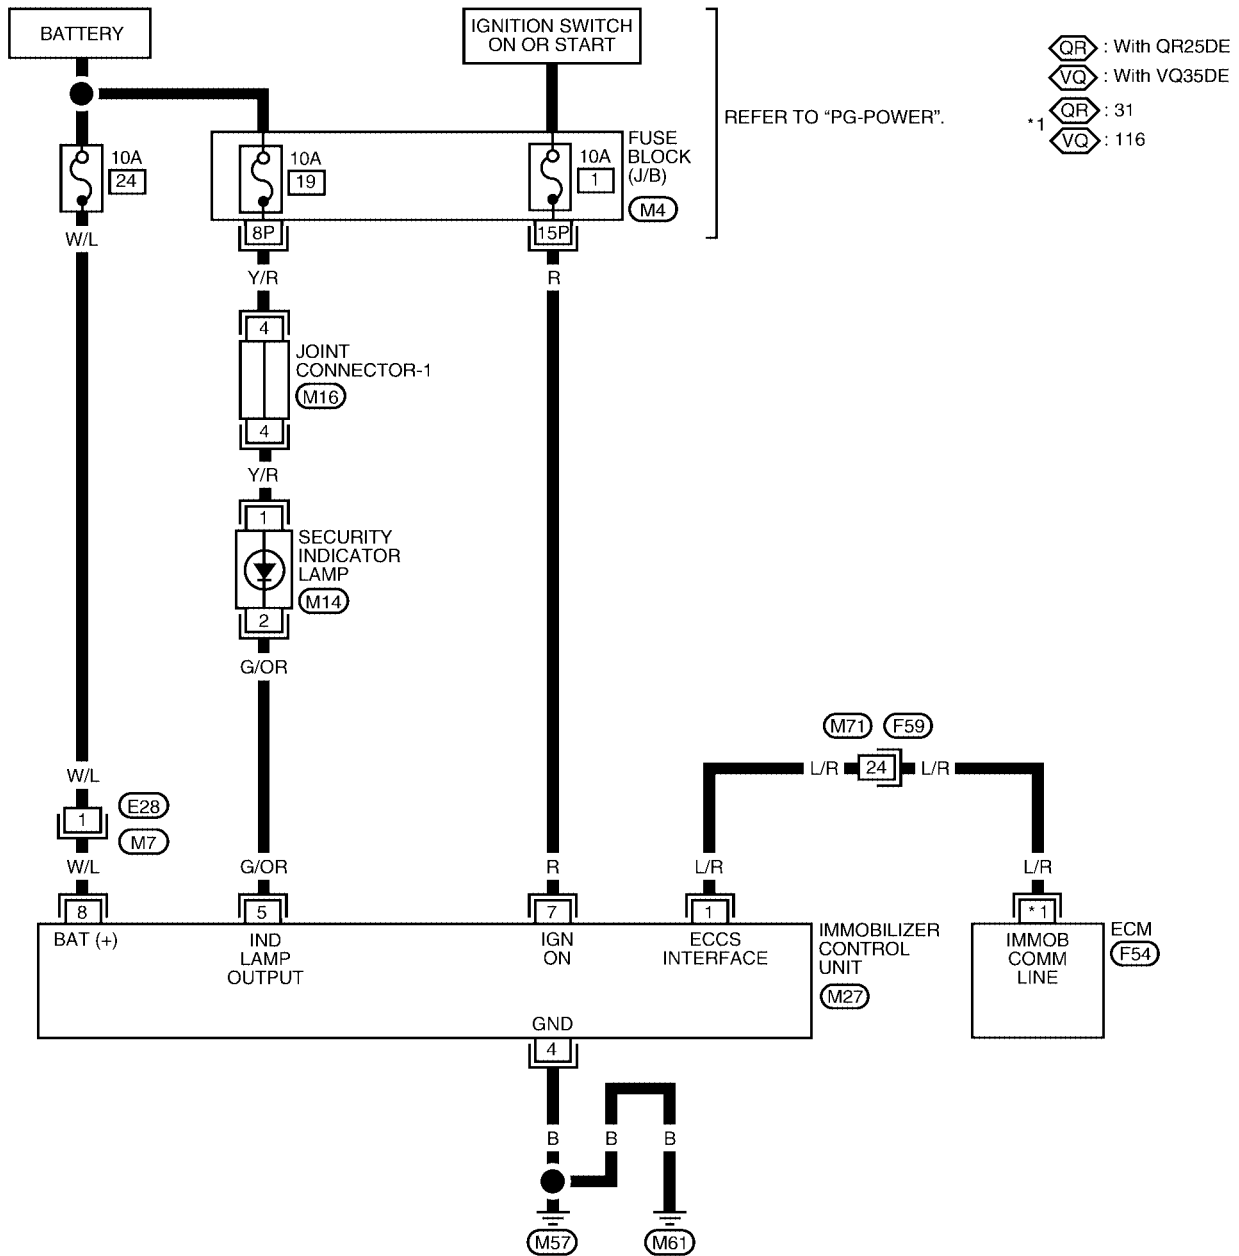 BATTERY
IGNITION SWITCH
ON OR START
QR : With QR25DE
VQ : With VQ35DE
*1 QR : 31
VQ : 116
REFER TO “PG-POWER”.
10A
24
10A
19
10A
1
FUSE
BLOCK
(J/B)
M4
8P
15P
W/L
Y/R
R
4
JOINT
CONNECTOR-1
M16
4
Y/R
1
SECURITY
INDICATOR
LAMP
M14
2
G/OR
M71 F59
L/R 24 L/R
W/L
1
E28
M7
W/L
G/OR
R
L/R
L/R
8
5
7
1
*1
BAT (+)
IND
LAMP
OUTPUT
IGN
ON
ECCS
INTERFACE
IMMOBILIZER
CONTROL
UNIT
M27
IMMOB
COMM
LINE
ECM
F54
GND
4
B
B
B
M57
M61